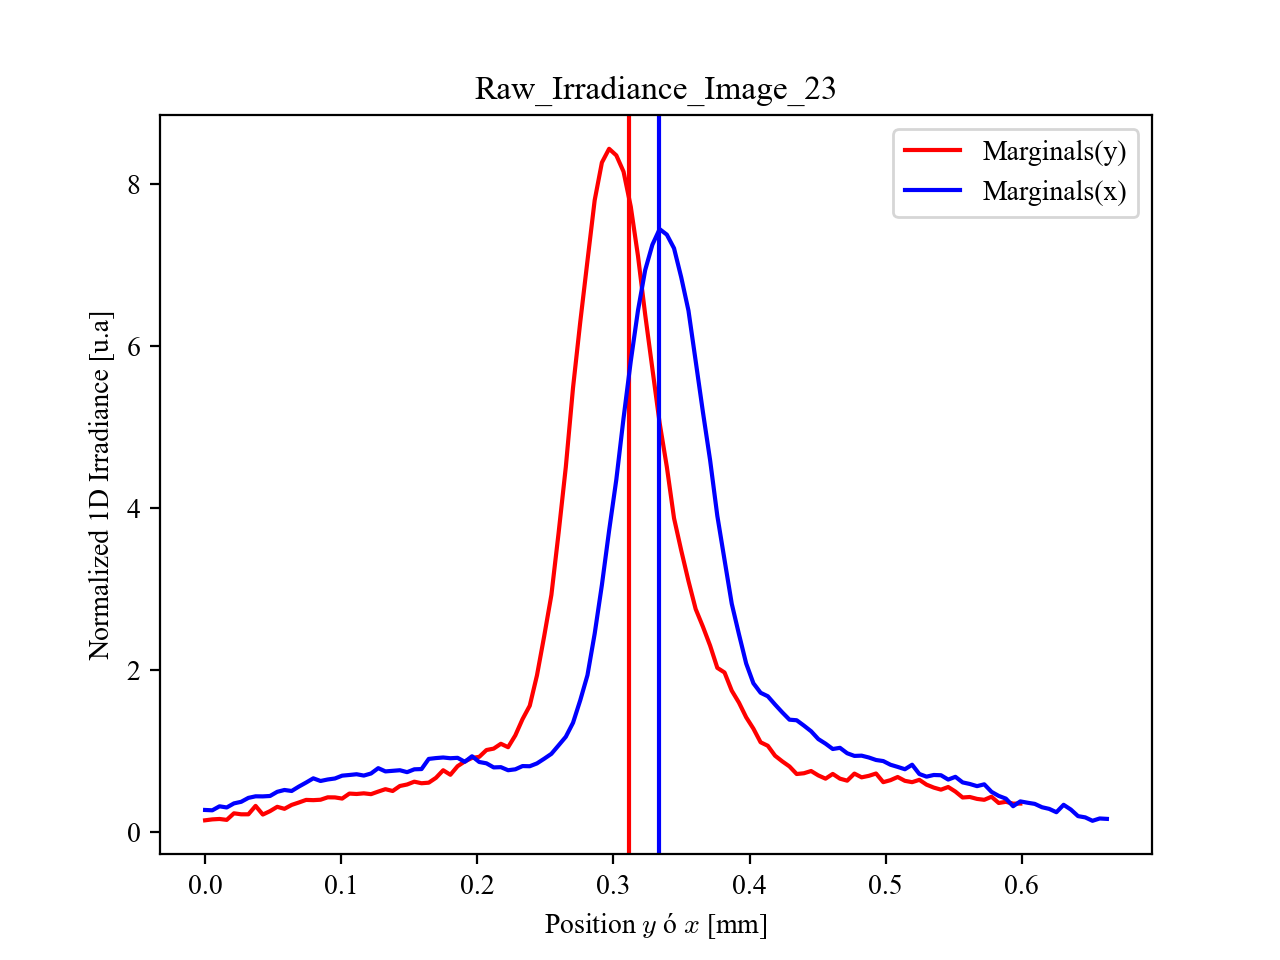 Raw_Irradiance_Image_23
Marginals(y)
Marginals(x)
Normalized 1D Irradiance [u.a]
8
6
4
2
0
0.0 0.1 0.2 0.3 0.4 0.5 0.6
Position y ó x [mm]